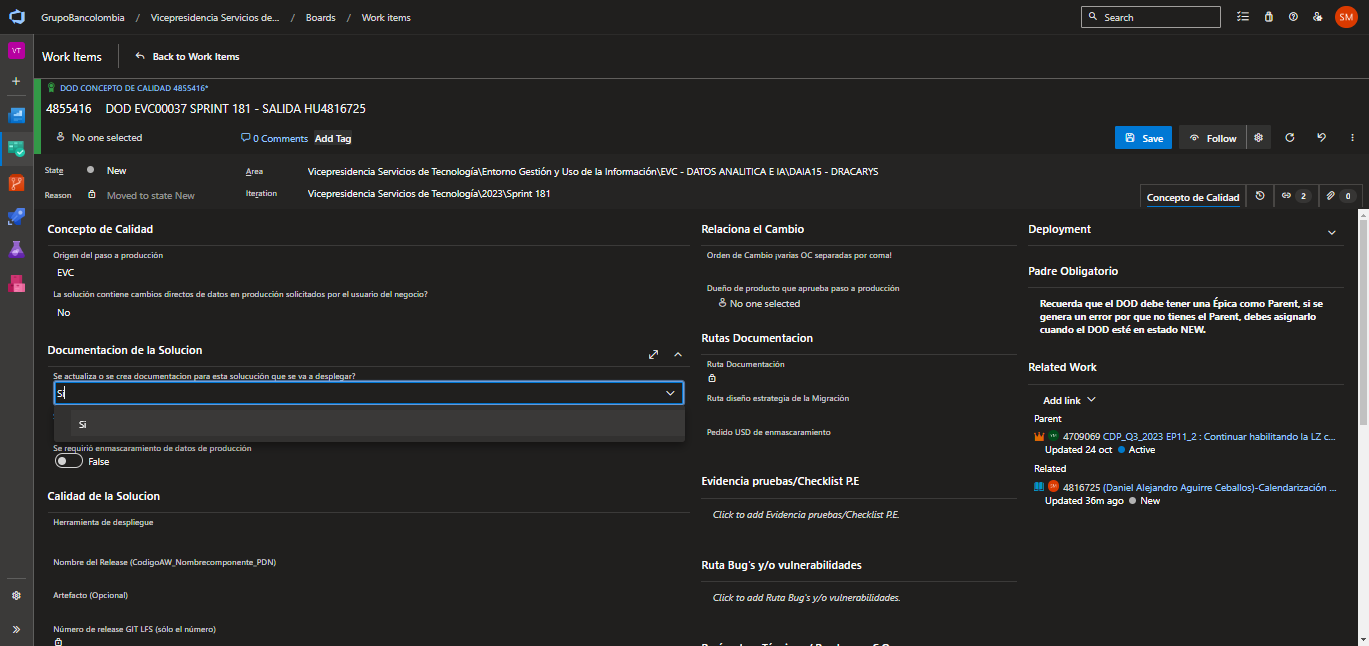 GrupoBancolombia / Vicepresidencia Servicios de... / Boards / Work items
Search
SM
VT
Work Items
Back to Work Items
DOD CONCEPTO DE CALIDAD 4855416*
4855416 DOD EVC00037 SPRINT 181 - SALIDA HU4816725
No one selected
0 Comments
Add Tag
Save
Follow
State
New
Area
Vicepresidencia Servicios de Tecnología\Entorno Gestión y Uso de la Información\EVC - DATOS ANALITICA E IA\DAIA15 - DRACARYS
Reason
Moved to state New
Iteration
Vicepresidencia Servicios de Tecnología\2023\Sprint 181
Concepto de Calidad
2
0
Concepto de Calidad
Origen del paso a producción
EVC
La solución contiene cambios directos de datos en producción solicitados por el usuario del negocio?
No
Documentacion de la Solucion
Se actualiza o se crea documentacion para esta solucución que se va a desplegar?
Si
Si
Se requirió enmascaramiento de datos de producción
False
Calidad de la Solucion
Herramienta de despliegue
Nombre del Release (CodigoAW_Nombrecomponente_PDN)
Artefacto (Opcional)
Número de release GIT LFS (sólo el número)
Relaciona el Cambio
Orden de Cambio ¡varias OC separadas por coma!
Dueño de producto que aprueba paso a producción
No one selected
Rutas Documentacion
Ruta Documentación
Ruta diseño estrategia de la Migración
Pedido USD de enmascaramiento
Evidencia pruebas/Checklist P.E
Click to add Evidencia pruebas/Checklist P.E.
Ruta Bug's y/o vulnerabilidades
Click to add Ruta Bug's y/o vulnerabilidades.
Deployment
Padre Obligatorio
Recuerda que el DOD debe tener una Épica como Parent, si se
genera un error por que no tienes el Parent, debes asignarlo
cuando el DOD esté en estado NEW.
Related Work
Add link
Parent
4709069 CDP_Q3_2023 EP11_2 : Continuar habilitando la LZ c...
Updated 24 oct Active
Related
SM 4816725 (Daniel Alejandro Aguirre Ceballos)-Calendarización ...
Updated 36m ago New